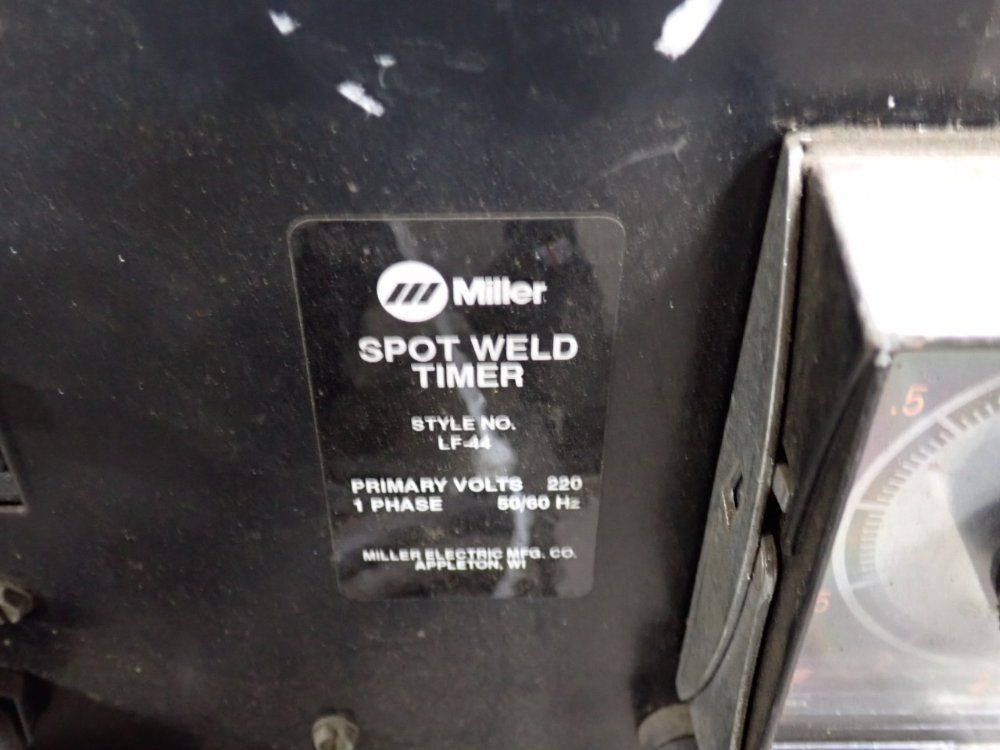 Miller
SPOT WELD
TIMER
STYLE NO.
LF-44
PRIMARY VOLTS 220
1 PHASE 50/60 Hz
MILLER ELECTRIC MFG. CO.
APPLETON, WI
.5